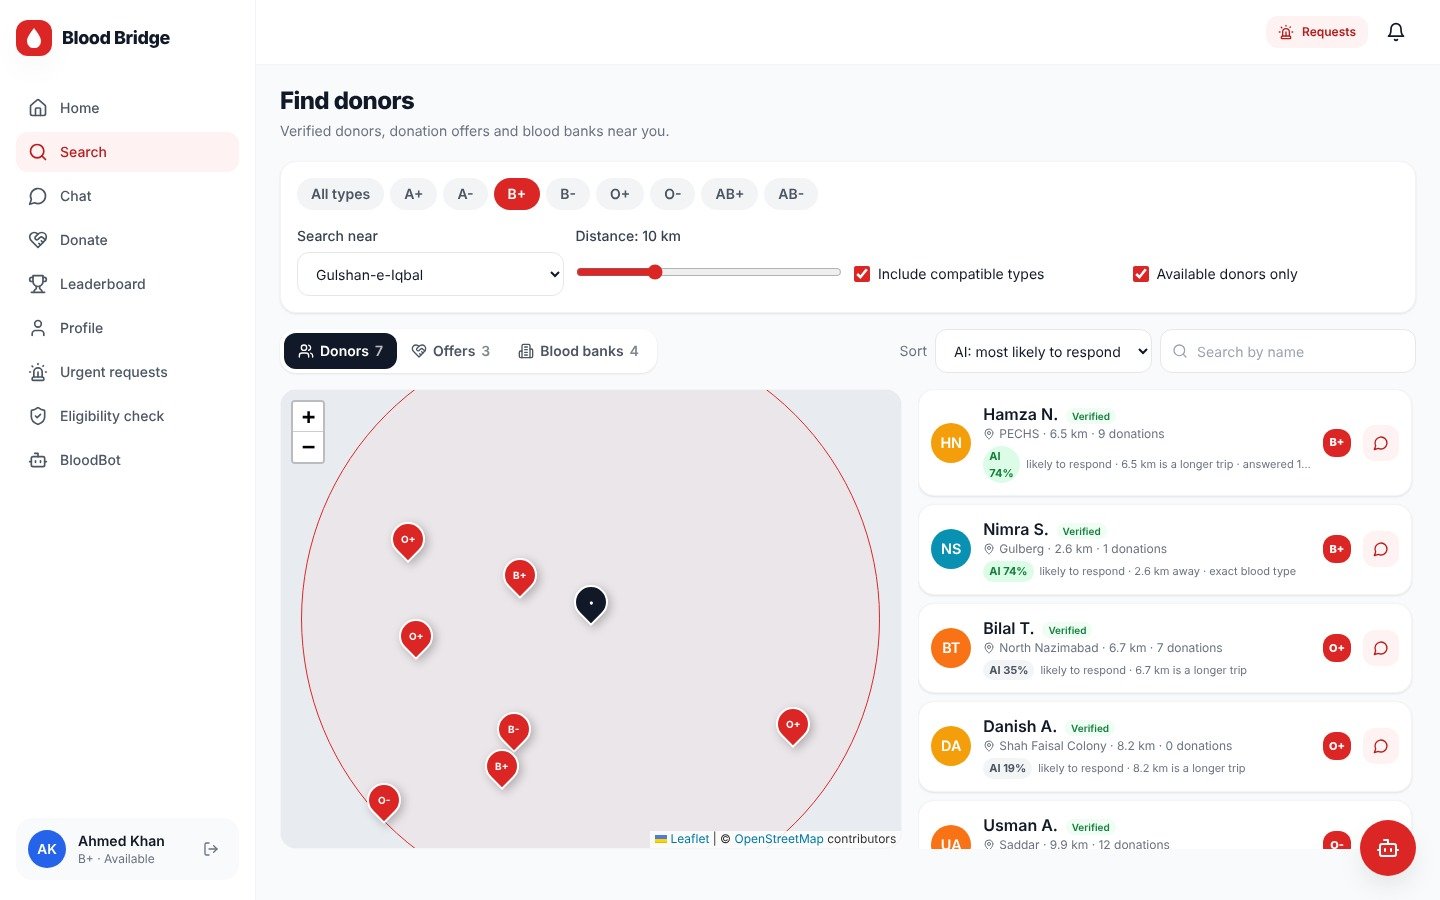 Blood Bridge
Requests
Home
Search
Chat
Donate
Leaderboard
Profile
Urgent requests
Eligibility check
BloodBot
AK
Ahmed Khan
B+ · Available
Find donors
Verified donors, donation offers and blood banks near you.
All types A+ A- B+ B- O+ O- AB+ AB-
Search near
Distance: 10 km
Gulshan-e-Iqbal
Include compatible types
Available donors only
Donors 7
Offers 3
Blood banks 4
Sort
AI: most likely to respond
Search by name
+
−
O+
B+
O+
B-
B+
O+
O-
Leaflet | © OpenStreetMap contributors
HN
Hamza N. Verified
PECHS · 6.5 km · 9 donations
AI 74%
likely to respond · 6.5 km is a longer trip · answered 1...
B+
NS
Nimra S. Verified
Gulberg · 2.6 km · 1 donations
AI 74% likely to respond · 2.6 km away · exact blood type
B+
BT
Bilal T. Verified
North Nazimabad · 6.7 km · 7 donations
AI 35% likely to respond · 6.7 km is a longer trip
O+
DA
Danish A. Verified
Shah Faisal Colony · 8.2 km · 0 donations
AI 19% likely to respond · 8.2 km is a longer trip
O+
UA
Usman A. Verified
Saddar · 9.9 km · 12 donations
O-